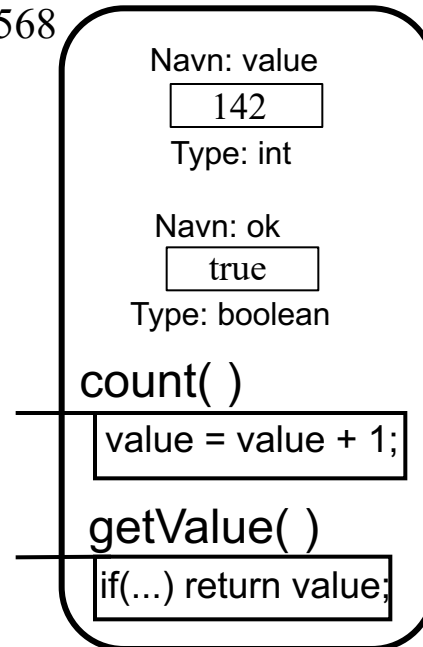 568
Navn: value
142
Type: int
Navn: ok
true
Type: boolean
count( )
value = value + 1;
getValue( )
if(...) return value;